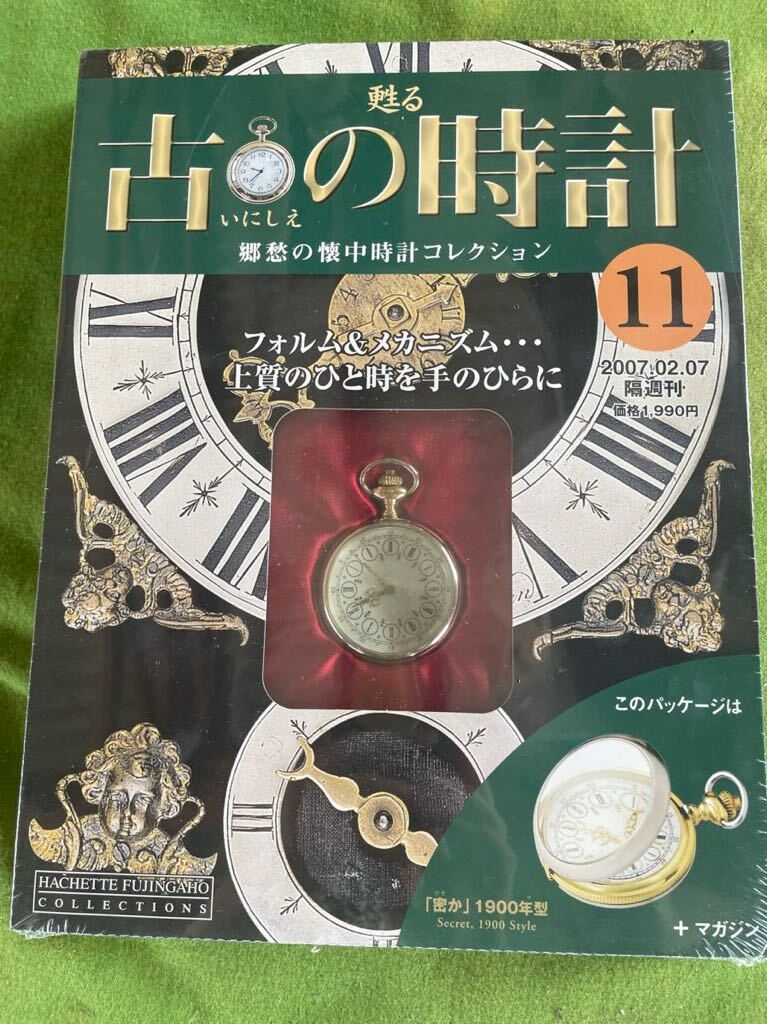 甦る
古の時計
いにしえ
郷愁の懐中時計コレクション
11
フォルム&メカニズム・・・
上質のひと時を手のひらに
2007.02.07
隔週刊
価格1,990円
このパッケージは
「密か」1900年型
Secret, 1900 Style
+ マガジン
HACHETTE FUJINGAHO
COLLECTIONS